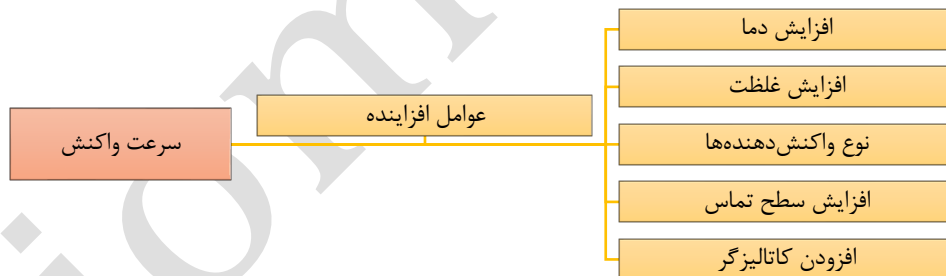 سرعت واکنش
عوامل افزاینده
افزایش دما
افزایش غلظت
نوع واکنش‌دهنده‌ها
افزایش سطح تماس
افزودن کاتالیزگر